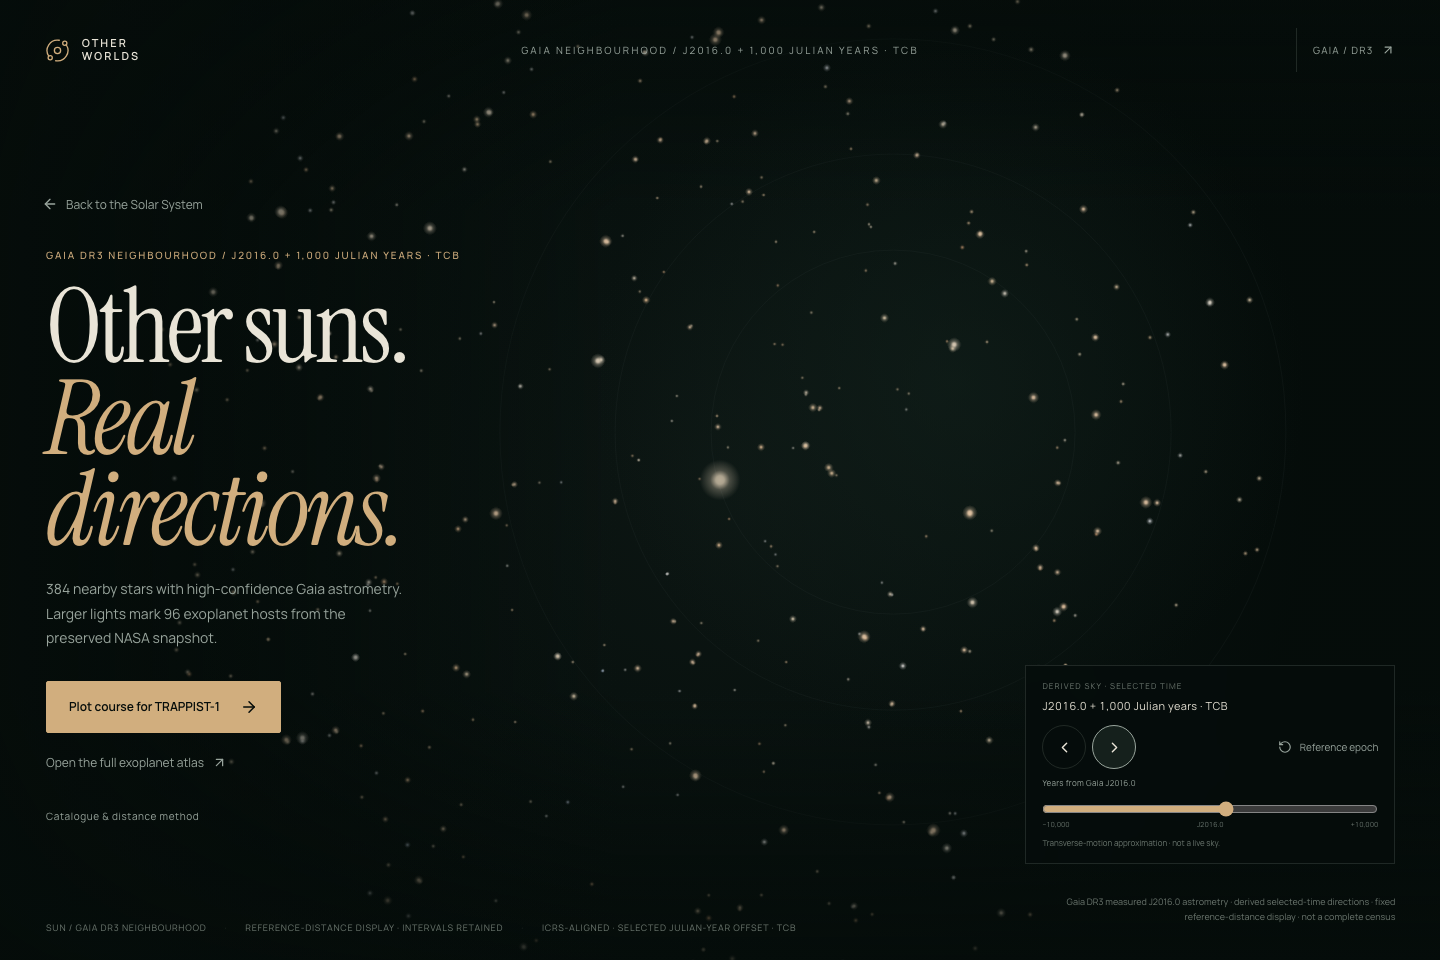 OTHER
WORLDS
GAIA NEIGHBOURHOOD / J2016.0 + 1,000 JULIAN YEARS · TCB
GAIA / DR3
Back to the Solar System
GAIA DR3 NEIGHBOURHOOD / J2016.0 + 1,000 JULIAN YEARS · TCB
Other suns.
Real
directions.
384 nearby stars with high-confidence Gaia astrometry.
Larger lights mark 96 exoplanet hosts from the
preserved NASA snapshot.
Plot course for TRAPPIST-1
Open the full exoplanet atlas
Catalogue & distance method
DERIVED SKY · SELECTED TIME
J2016.0 + 1,000 Julian years · TCB
Reference epoch
Years from Gaia J2016.0
−10,000 J2016.0 +10,000
Transverse-motion approximation · not a live sky.
Gaia DR3 measured J2016.0 astrometry · derived selected-time directions · fixed
reference-distance display · not a complete census
SUN / GAIA DR3 NEIGHBOURHOOD
REFERENCE-DISTANCE DISPLAY · INTERVALS RETAINED
ICRS-ALIGNED · SELECTED JULIAN-YEAR OFFSET · TCB